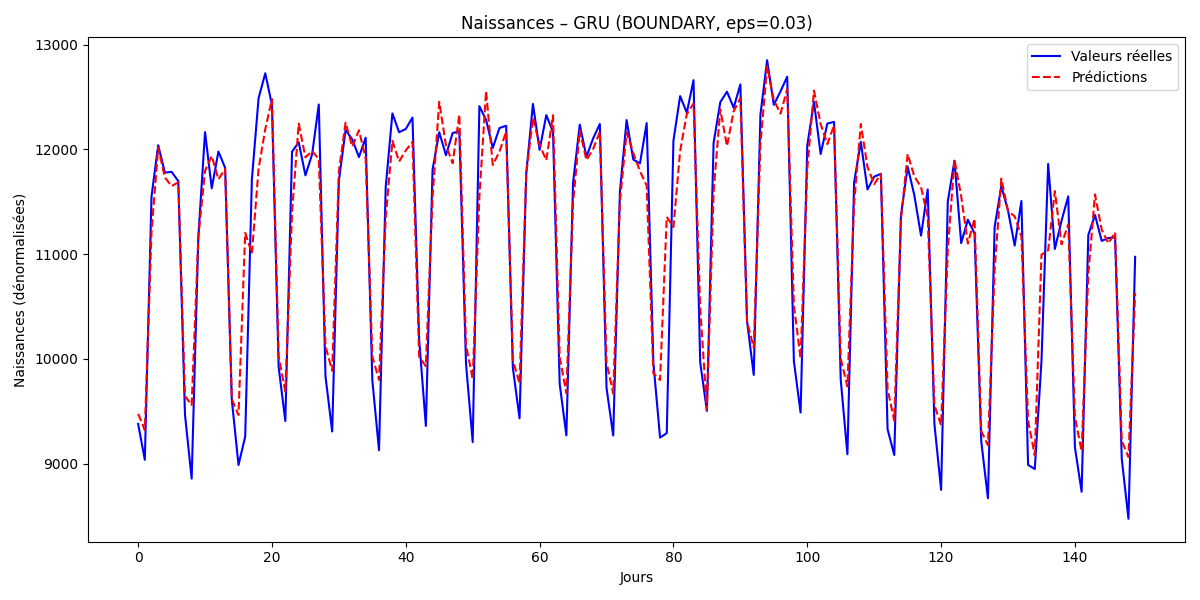 Naissances – GRU (BOUNDARY, eps=0.03)
Valeurs réelles
Prédictions
13000
12000
11000
10000
9000
Naissances (dénormalisées)
0 20 40 60 80 100 120 140
Jours